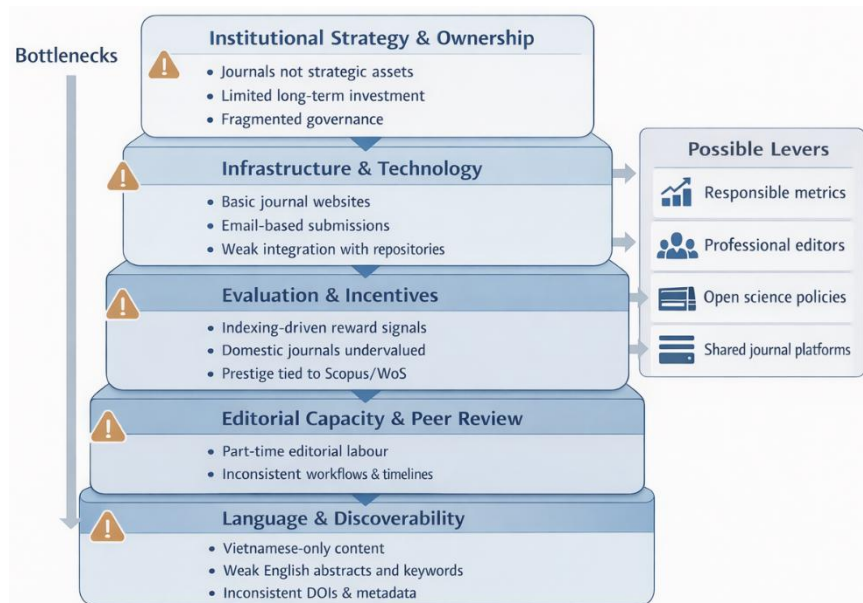 Bottlenecks
Institutional Strategy & Ownership
• Journals not strategic assets
• Limited long-term investment
• Fragmented governance
Infrastructure & Technology
• Basic journal websites
• Email-based submissions
• Weak integration with repositories
Evaluation & Incentives
• Indexing-driven reward signals
• Domestic journals undervalued
• Prestige tied to Scopus/WoS
Editorial Capacity & Peer Review
• Part-time editorial labour
• Inconsistent workflows & timelines
Language & Discoverability
• Vietnamese-only content
• Weak English abstracts and keywords
• Inconsistent DOIs & metadata
Possible Levers
Responsible metrics
Professional editors
Open science policies
Shared journal platforms